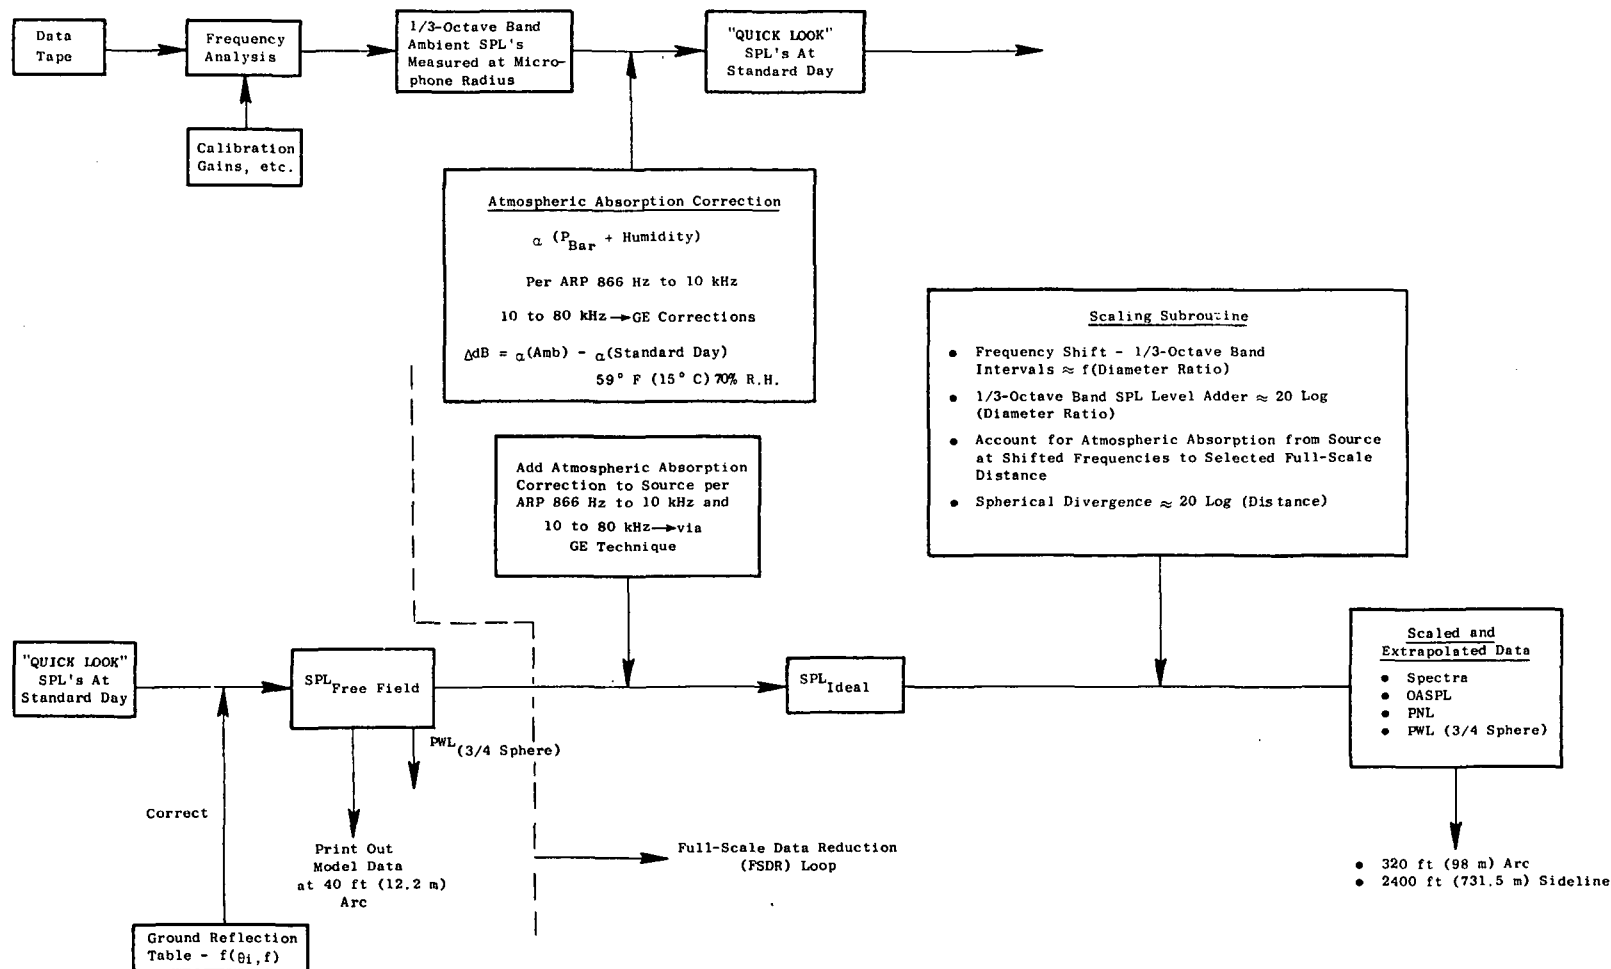 Data
Tape
Frequency
Analysis
1/3-Octave Band
Ambient SPL's
Measured at Micro-
phone Radius
"QUICK LOOK"
SPL's At
Standard Day
Calibration
Gains, etc.
Atmospheric Absorption Correction
α (P_Bar + Humidity)
Per ARP 866 Hz to 10 kHz
10 to 80 kHz → GE Corrections
ΔdB = α(Amb) - α(Standard Day)
59° F (15° C) 70% R.H.
Scaling Subroutine
• Frequency Shift - 1/3-Octave Band
Intervals ≈ f(Diameter Ratio)
• 1/3-Octave Band SPL Level Adder ≈ 20 Log
(Diameter Ratio)
• Account for Atmospheric Absorption from Source
at Shifted Frequencies to Selected Full-Scale
Distance
• Spherical Divergence ≈ 20 Log (Distance)
Add Atmospheric Absorption
Correction to Source per
ARP 866 Hz to 10 kHz and
10 to 80 kHz → via
GE Technique
"QUICK LOOK"
SPL's At
Standard Day
SPL_Free Field
SPL_Ideal
Scaled and
Extrapolated Data
• Spectra
• OASPL
• PNL
• PWL (3/4 Sphere)
PWL_(3/4 Sphere)
Correct
Print Out
Model Data
at 40 ft (12.2 m)
Arc
Full-Scale Data Reduction
(FSDR) Loop
• 320 ft (98 m) Arc
• 2400 ft (731.5 m) Sideline
Ground Reflection
Table - f(θi,f)